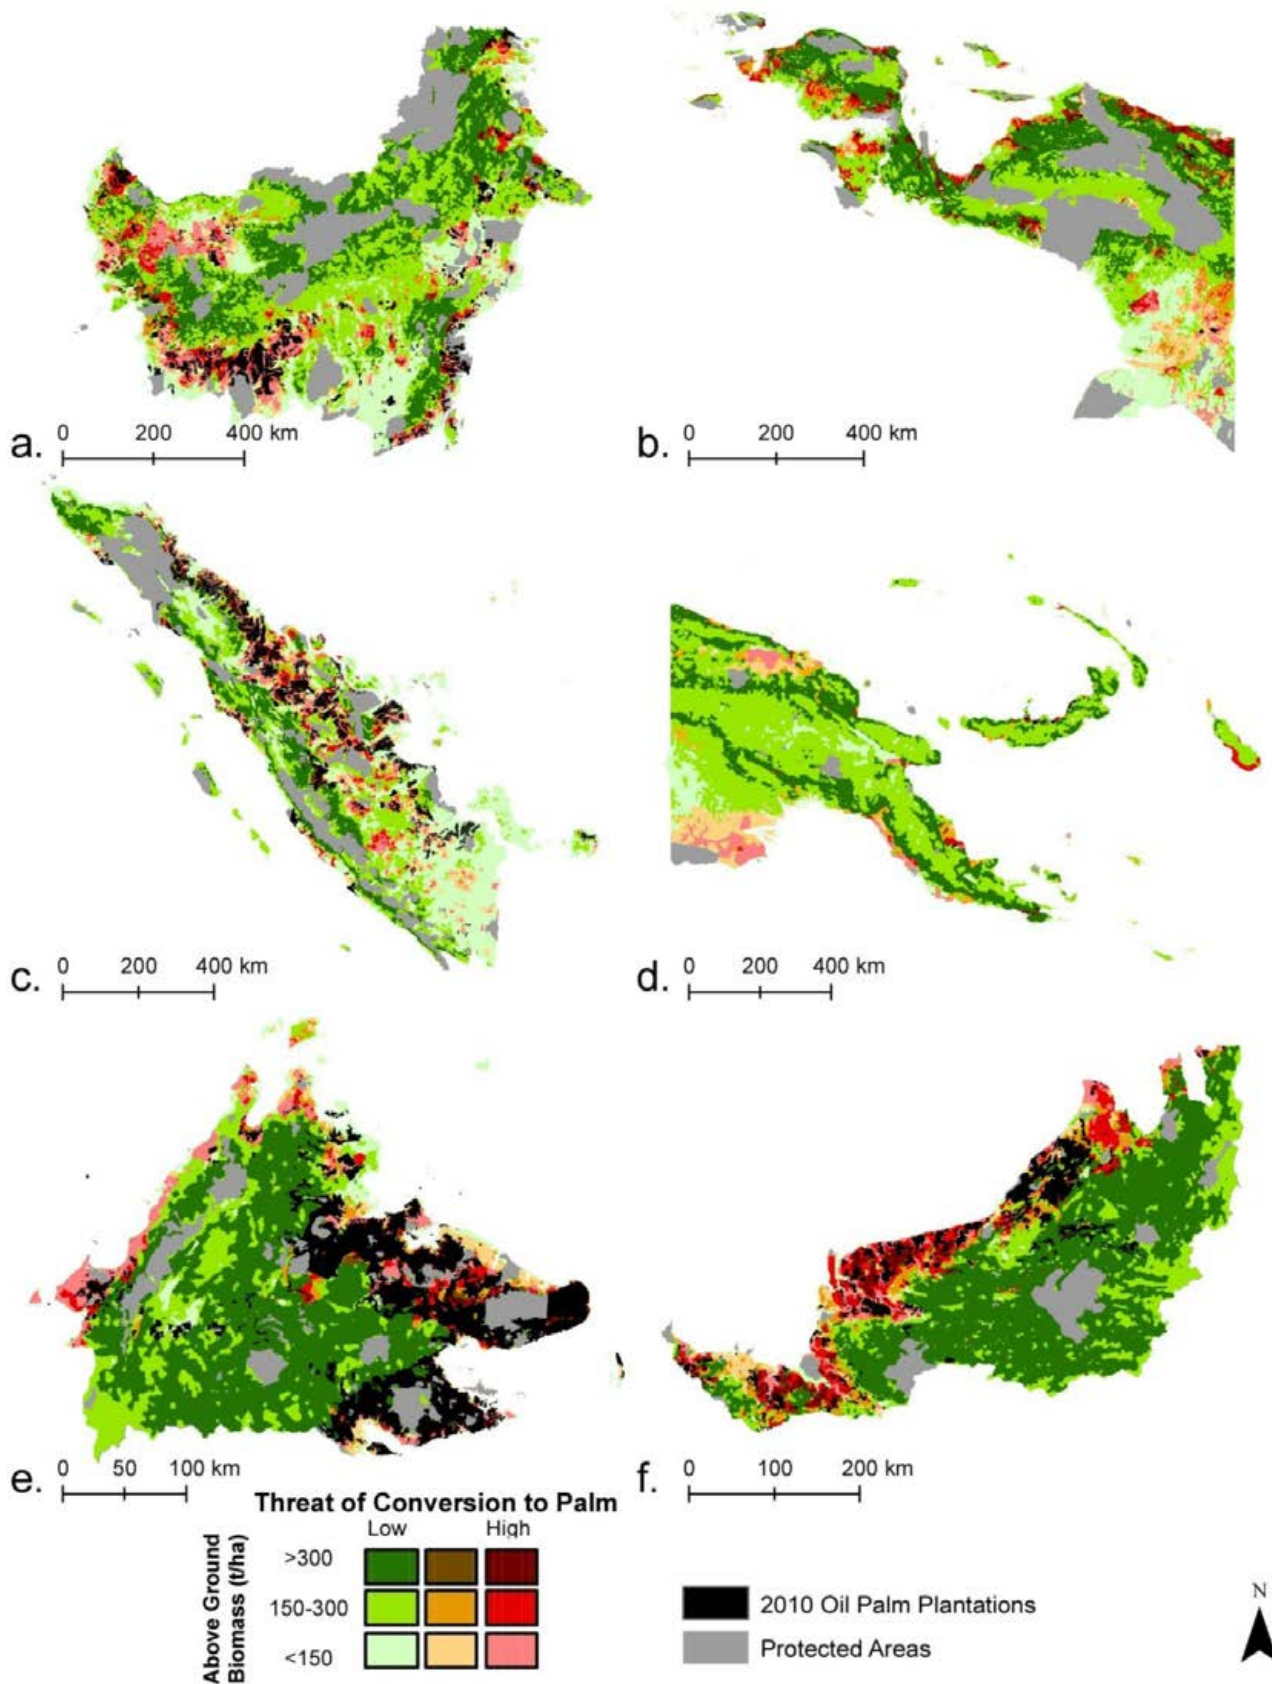 a.
0 200 400 km
b.
0 200 400 km
c.
0 200 400 km
d.
0 200 400 km
e.
0 50 100 km
f.
0 100 200 km
Threat of Conversion to Palm
Low High
Above Ground
Biomass (t/ha)
>300
150-300
<150
2010 Oil Palm Plantations
Protected Areas
N